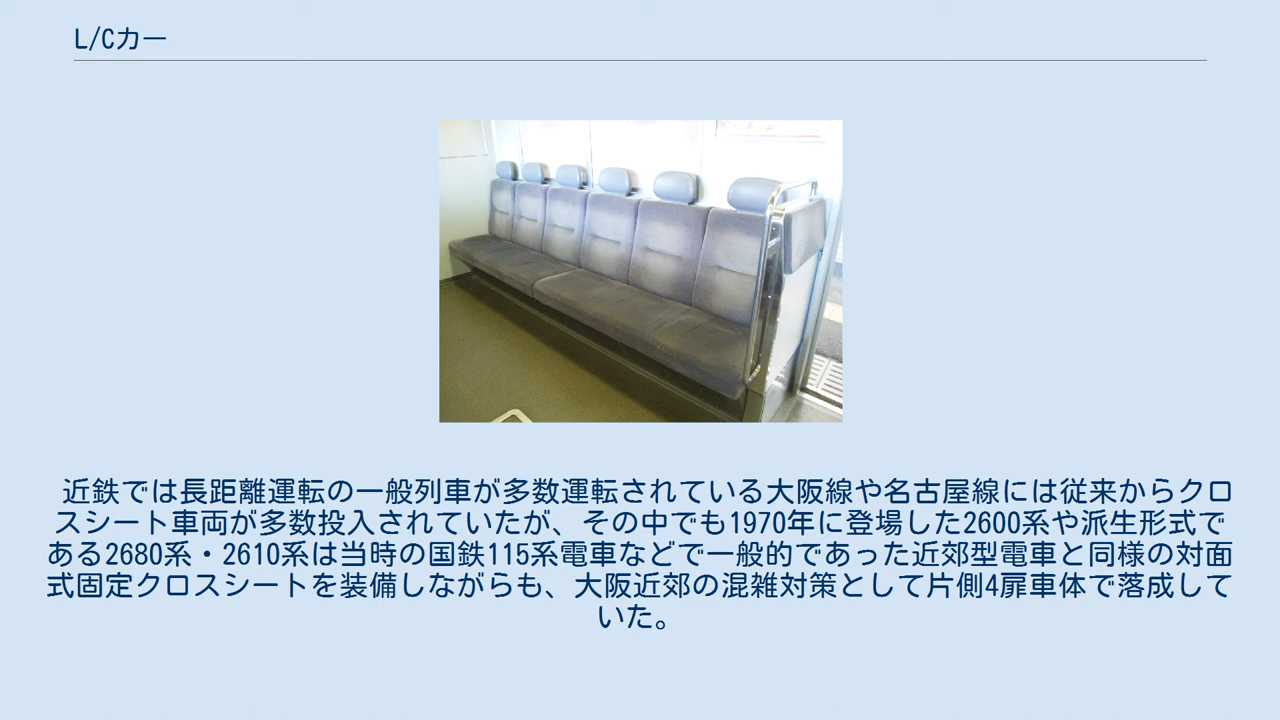 L/Cカー
近鉄では長距離運転の一般列車が多数運転されている大阪線や名古屋線には従来からクロ
スシート車両が多数投入されていたが、その中でも1970年に登場した2600系や派生形式で
ある2680系・2610系は当時の国鉄115系電車などで一般的であった近郊型電車と同様の対面
式固定クロスシートを装備しながらも、大阪近郊の混雑対策として片側4扉車体で落成して
いた。